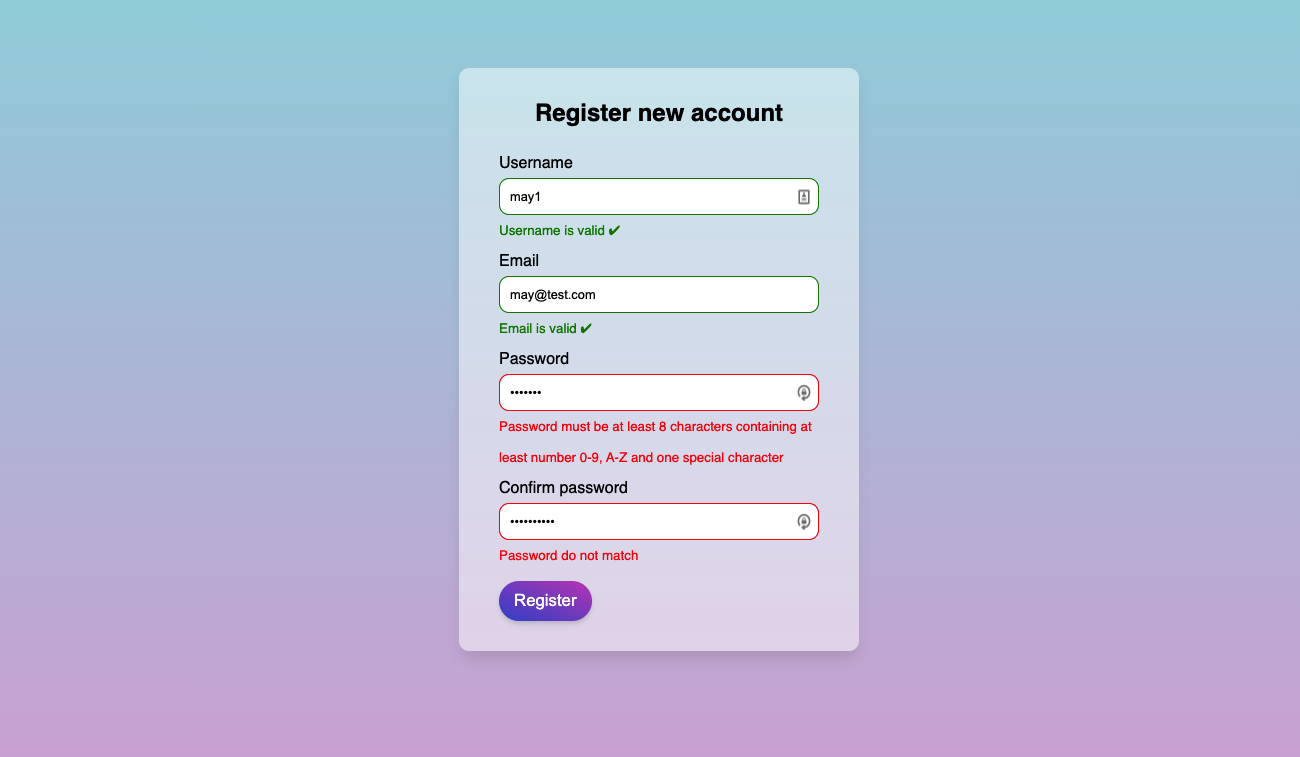 Register new account
Username
may1
Username is valid ✔
Email
may@test.com
Email is valid ✔
Password
•••••••
Password must be at least 8 characters containing at
least number 0-9, A-Z and one special character
Confirm password
••••••••••
Password do not match
Register